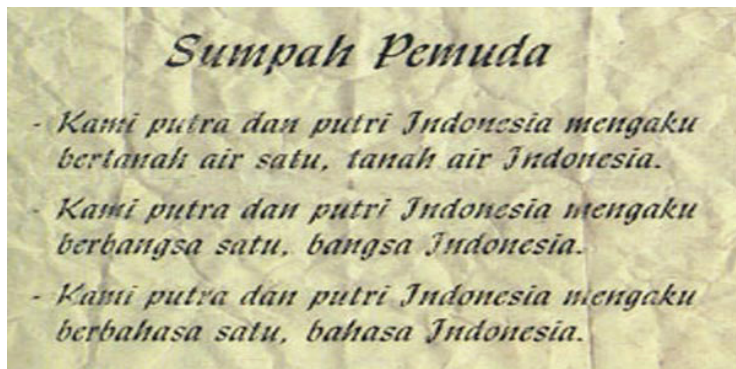 Sumpah Pemuda
- Kami putra dan putri Indonesia mengaku
bertanah air satu, tanah air Indonesia.
- Kami putra dan putri Indonesia mengaku
berbangsa satu, bangsa Indonesia.
- Kami putra dan putri Indonesia mengaku
berbahasa satu, bahasa Indonesia.